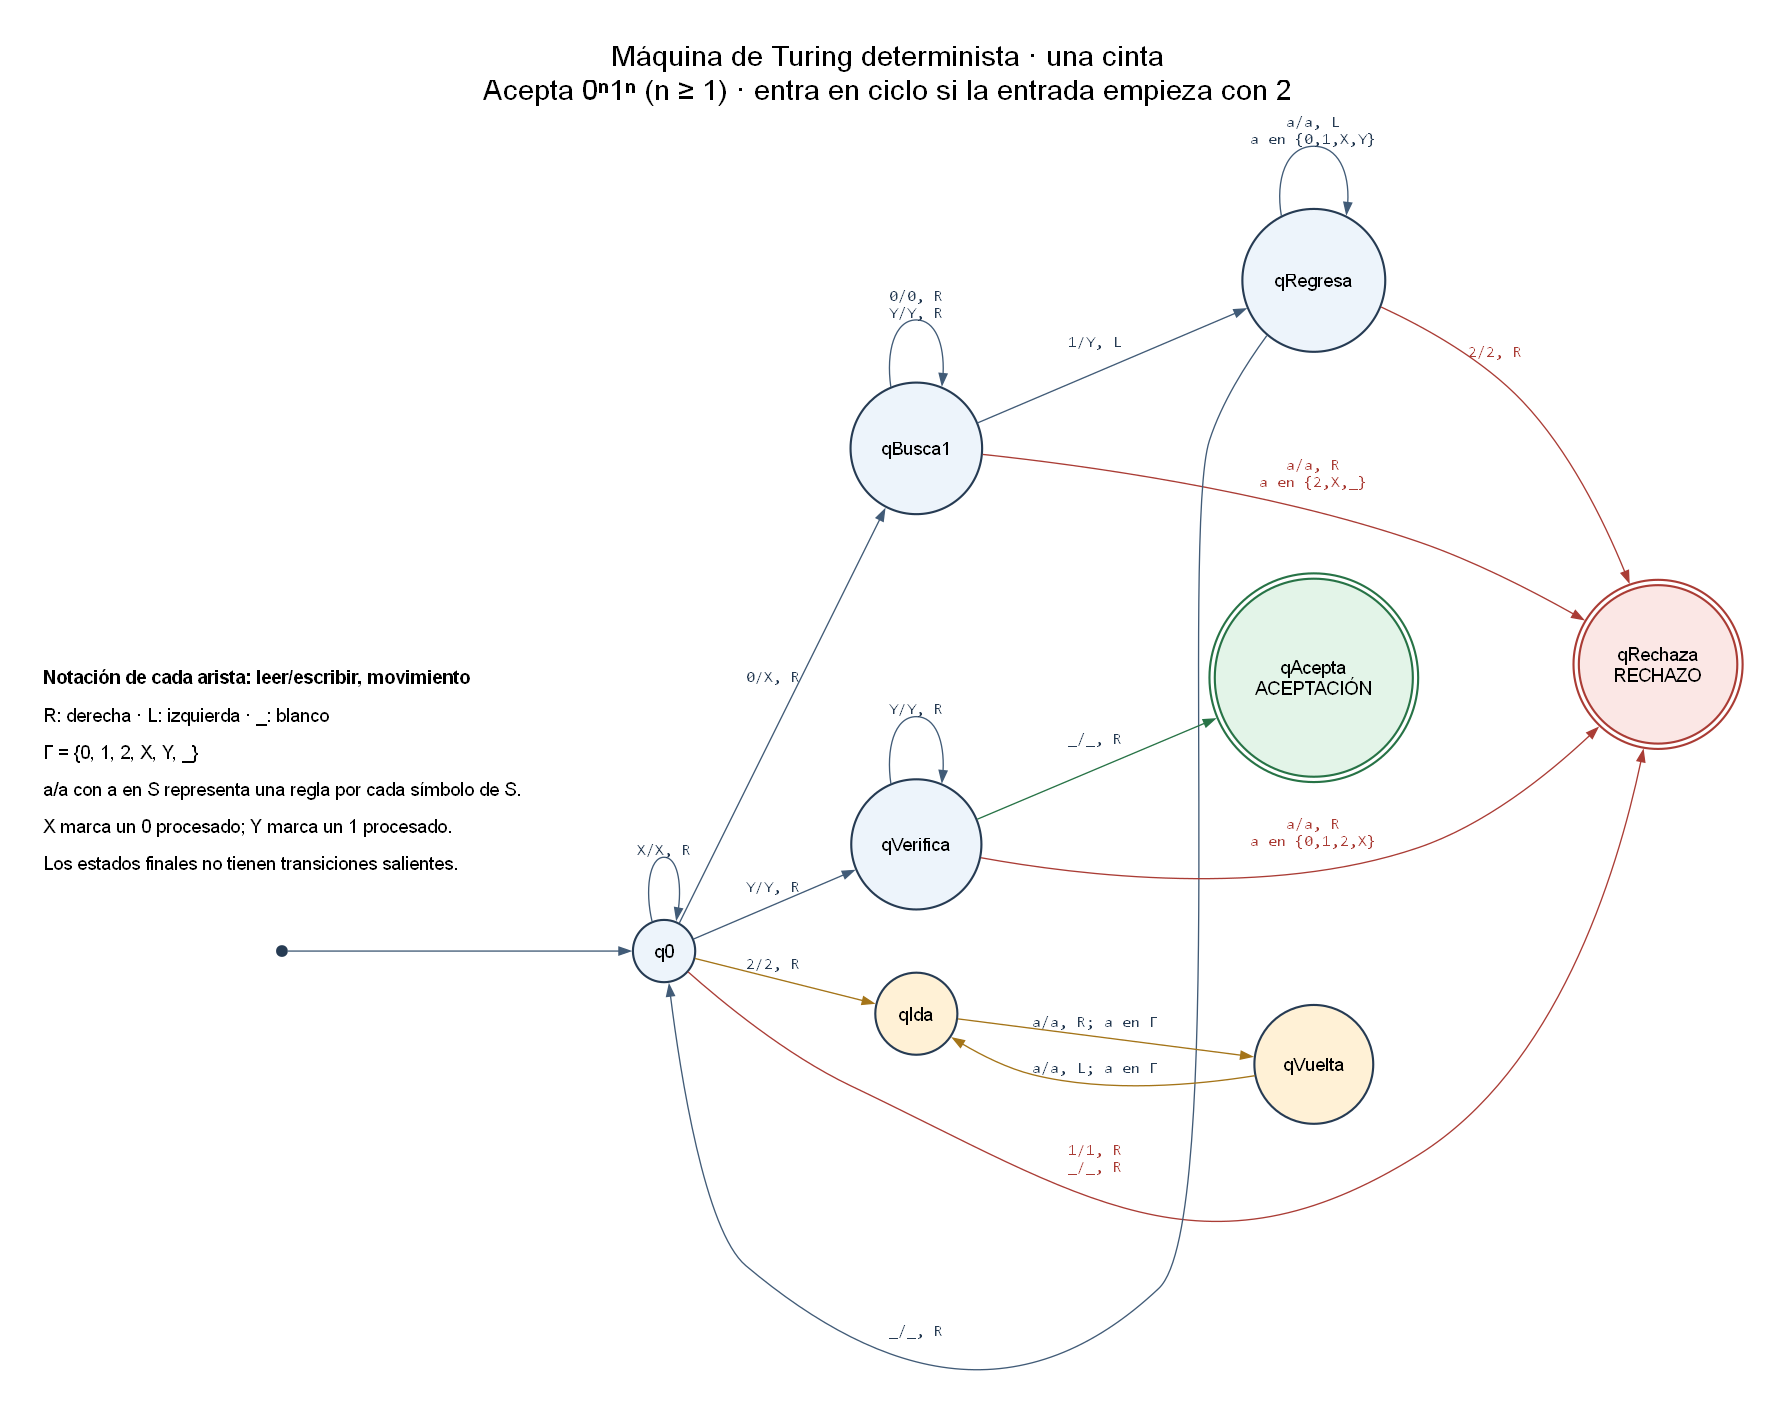 Máquina de Turing determinista · una cinta
Acepta 0ⁿ1ⁿ (n ≥ 1) · entra en ciclo si la entrada empieza con 2
a/a, L
a en {0,1,X,Y}
qRegresa
0/0, R
Y/Y, R
1/Y, L
2/2, R
qBusca1
a/a, R
a en {2,X,_}
qAcepta
ACEPTACIÓN
qRechaza
RECHAZO
Notación de cada arista: leer/escribir, movimiento
R: derecha · L: izquierda · _: blanco
Γ = {0, 1, 2, X, Y, _}
a/a con a en S representa una regla por cada símbolo de S.
X marca un 0 procesado; Y marca un 1 procesado.
Los estados finales no tienen transiciones salientes.
0/X, R
Y/Y, R
_/_, R
qVerifica
a/a, R
a en {0,1,2,X}
X/X, R
Y/Y, R
q0
2/2, R
qIda
a/a, R; a en Γ
a/a, L; a en Γ
qVuelta
1/1, R
_/_, R
_/_, R